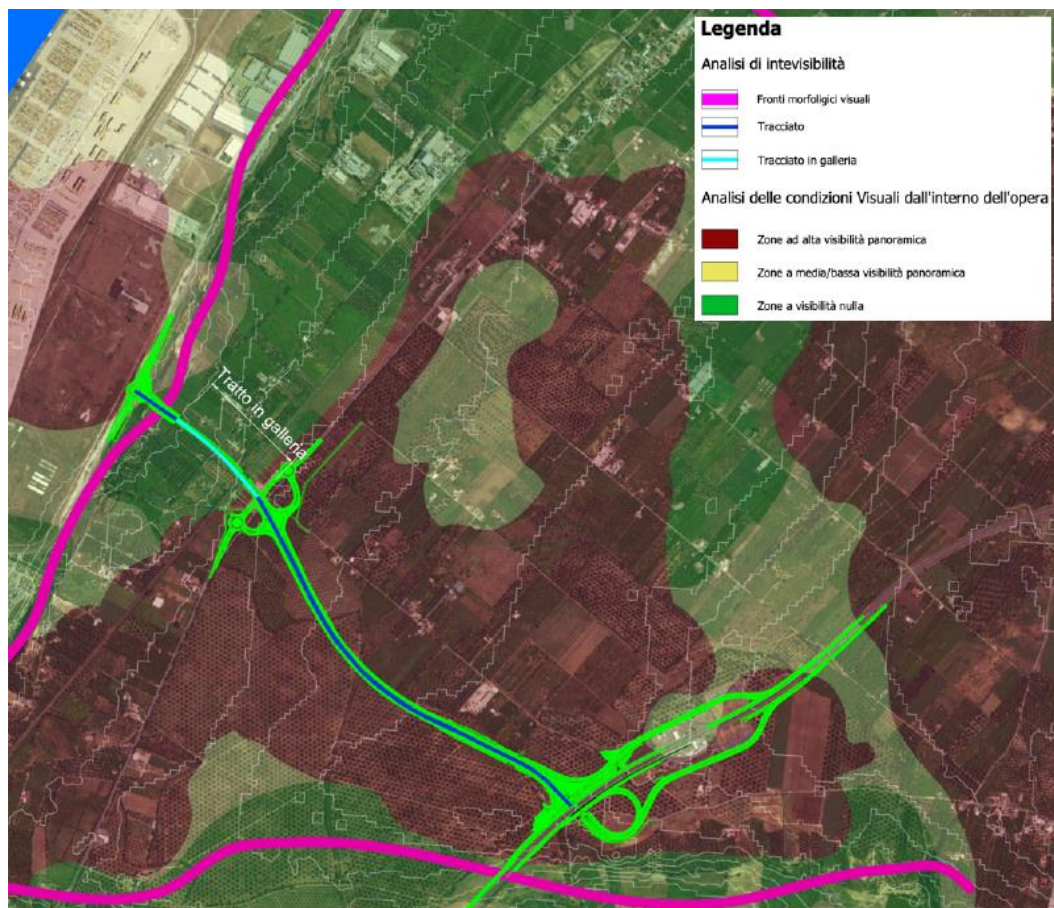 Legenda
Analisi di intevisibilità
Fronti morfoligici visuali
Tracciato
Tracciato in galleria
Analisi delle condizioni Visuali dall'interno dell'opera
Zone ad alta visibilità panoramica
Zone a media/bassa visibilità panoramica
Zone a visibilità nulla
Tratto in galleria